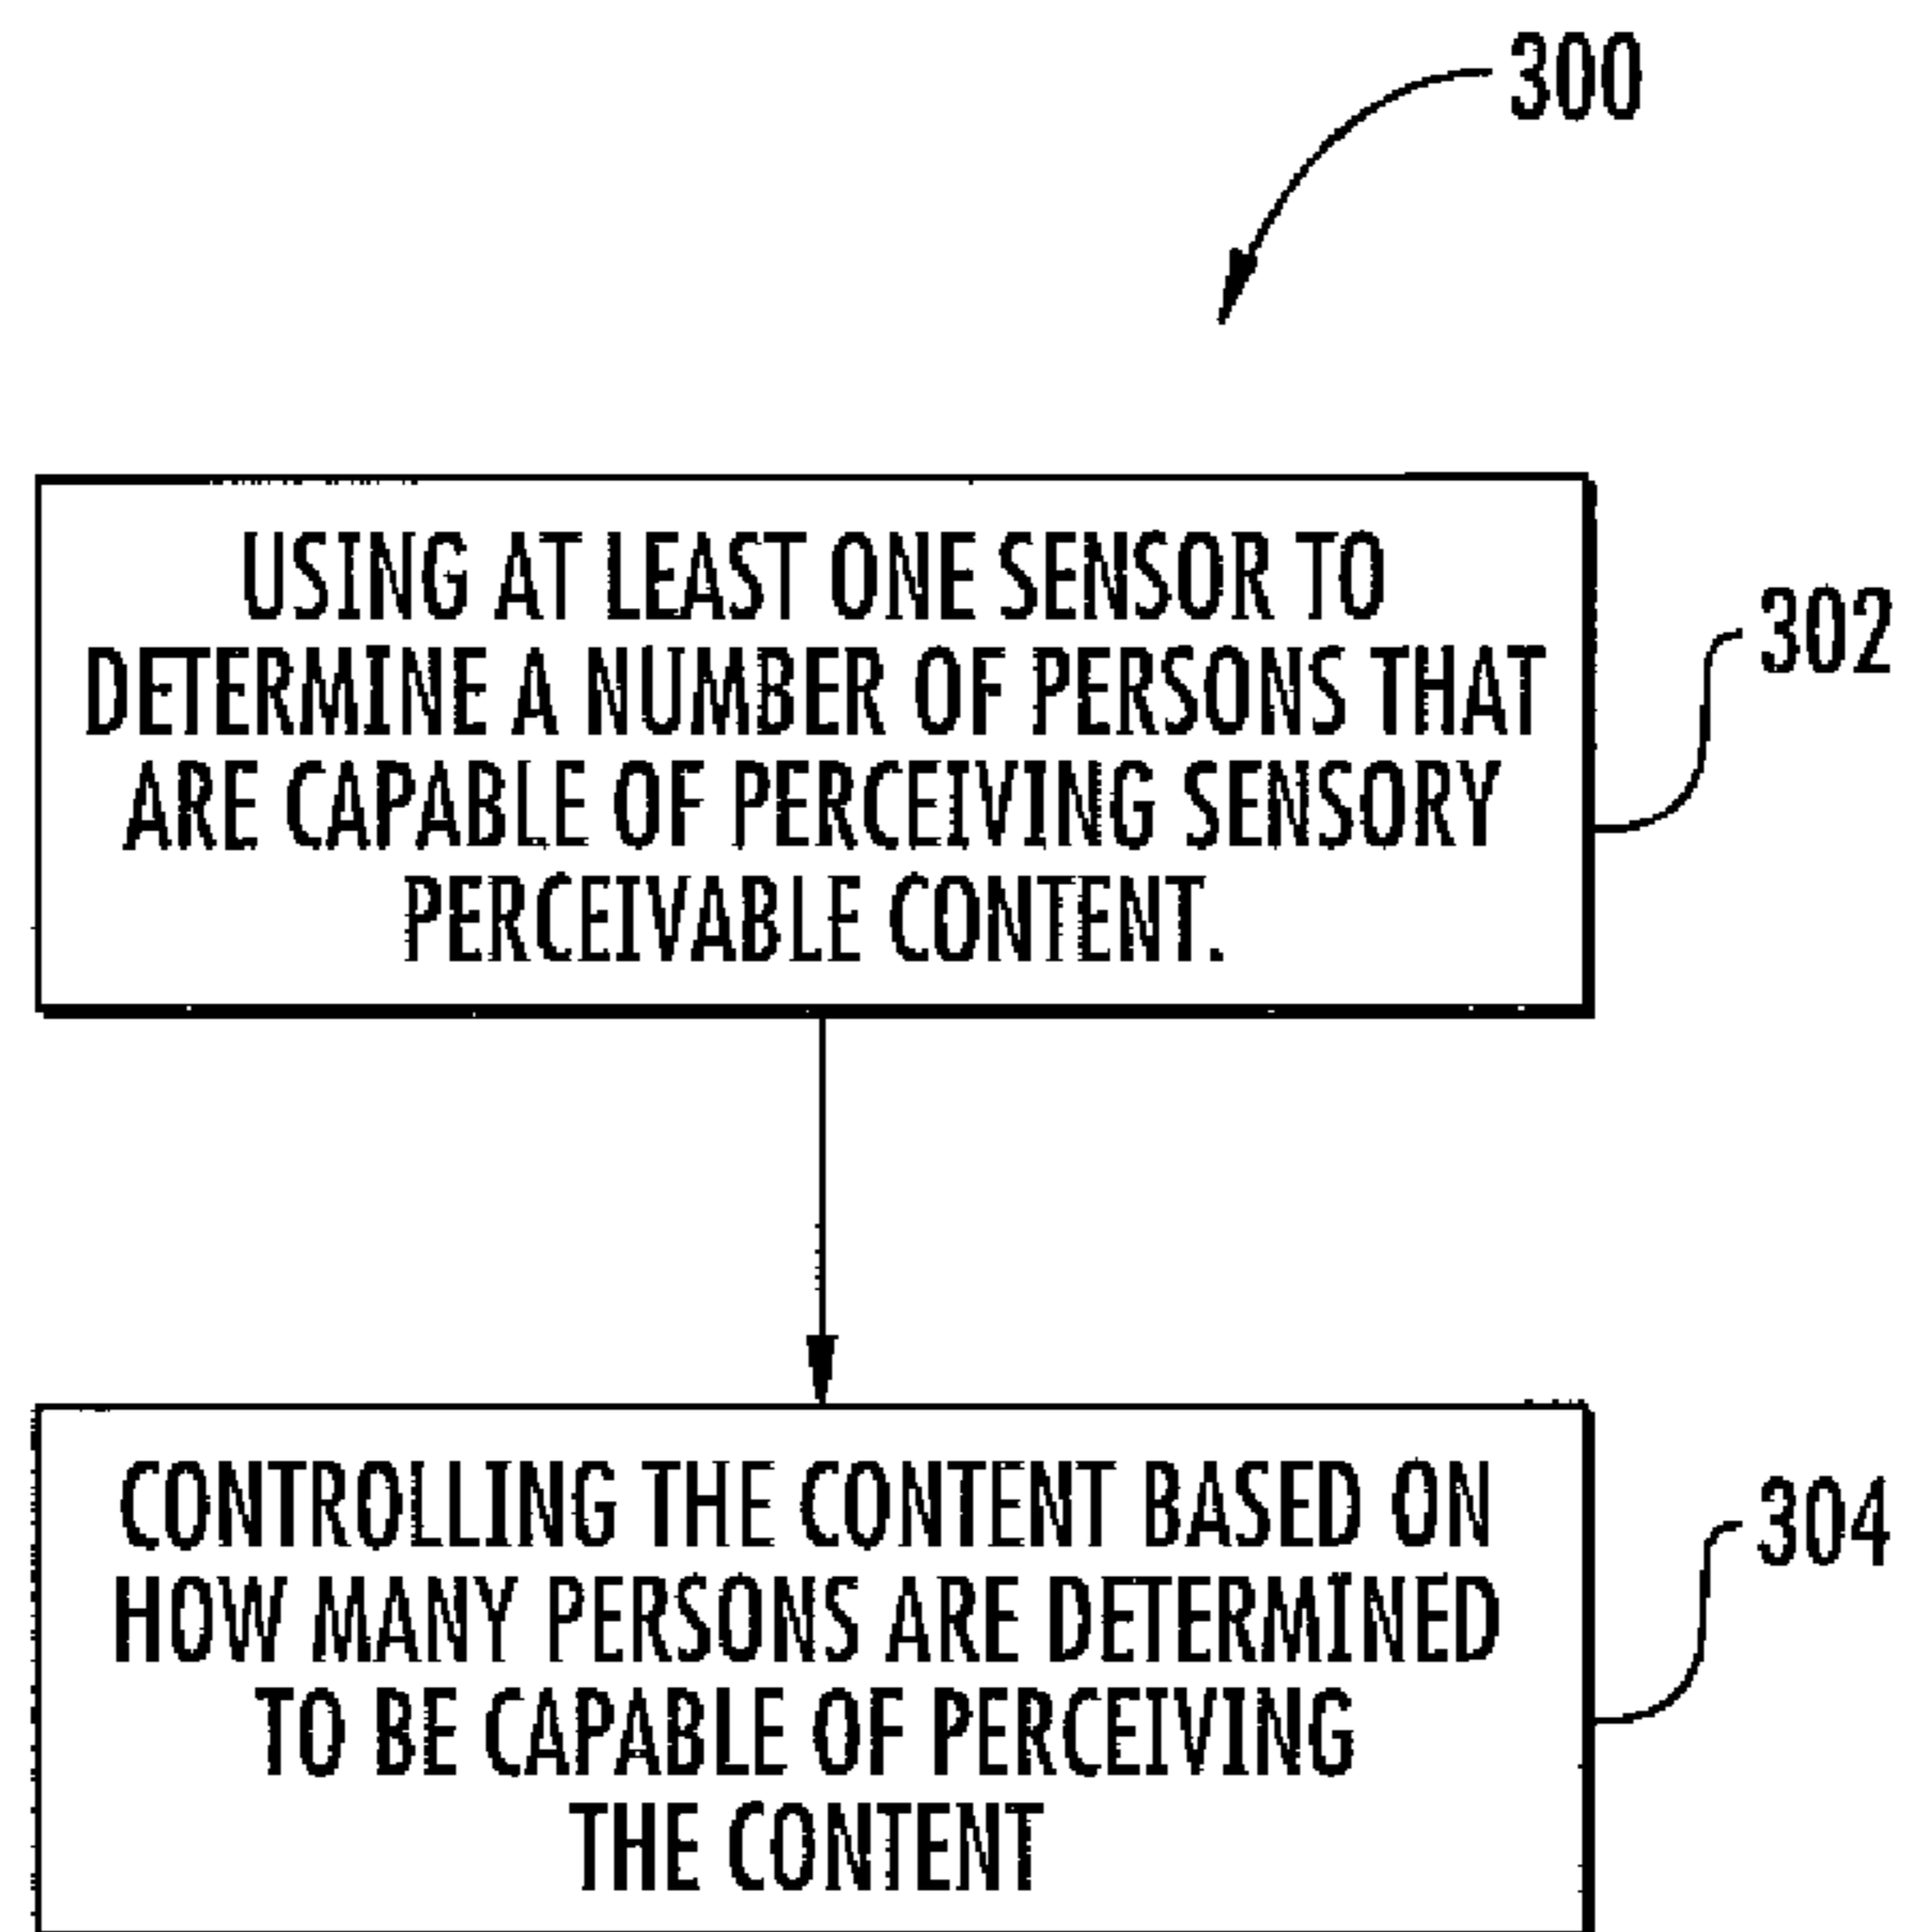 300
USING AT LEAST ONE SENSOR TO
DETERMINE A NUMBER OF PERSONS THAT
ARE CAPABLE OF PERCEIVING SENSORY
PERCEIVABLE CONTENT.
302
CONTROLLING THE CONTENT BASED ON
HOW MANY PERSONS ARE DETERMINED
TO BE CAPABLE OF PERCEIVING
THE CONTENT
304